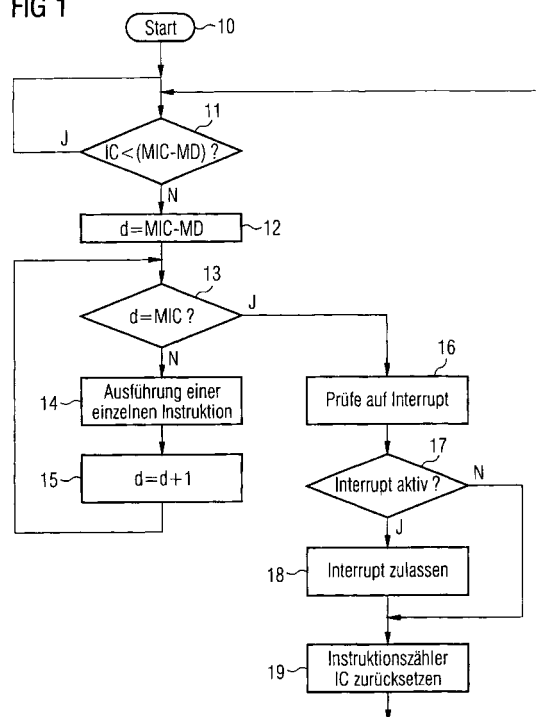 FIG 1
Start
10
11
J
IC<(MIC-MD) ?
N
d=MIC-MD
12
13
J
d=MIC ?
N
16
14
Ausführung einer
einzelnen Instruktion
Prüfe auf Interrupt
17
15
d=d+1
Interrupt aktiv ?
N
J
18
Interrupt zulassen
19
Instruktionszähler
IC zurücksetzen